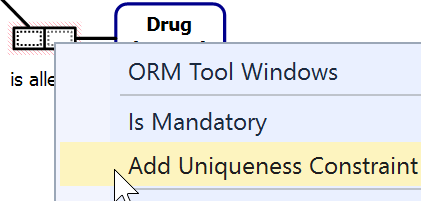 Drug
is alle
ORM Tool Windows
Is Mandatory
Add Uniqueness Constraint